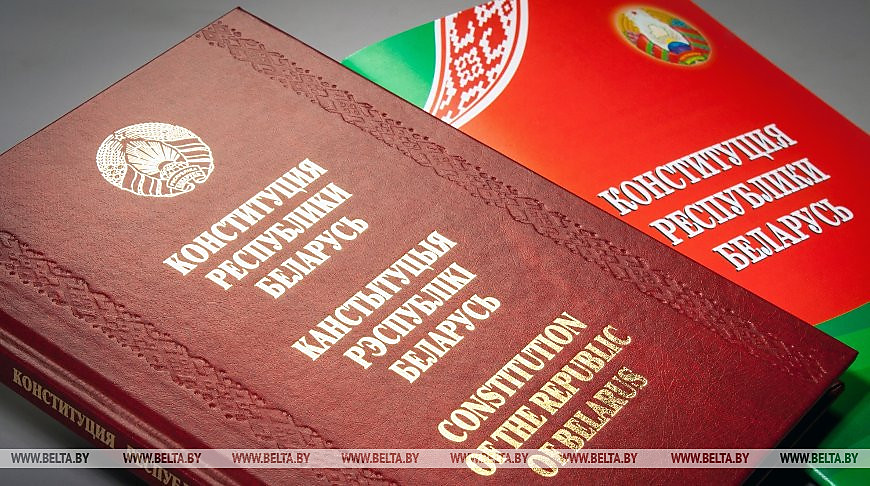 КОНСТИТУЦИЯ
РЕСПУБЛИКИ
БЕЛАРУСЬ
КАНСТЫТУЦЫЯ
РЭСПУБЛІКІ
БЕЛАРУСЬ
CONSTITUTION
OF THE REPUBLIC
OF BELARUS
КОНСТИТУЦИЯ
РЕСПУБЛИКИ
БЕЛАРУСЬ
КОНСТИТУЦИЯ
WWW.BELTA.BY WWW.BELTA.BY WWW.BELTA.BY WWW.BELTA.BY WWW.BELTA.BY WWW.BELTA.BY WWW.BELTA.BY WWW.BELTA.BY